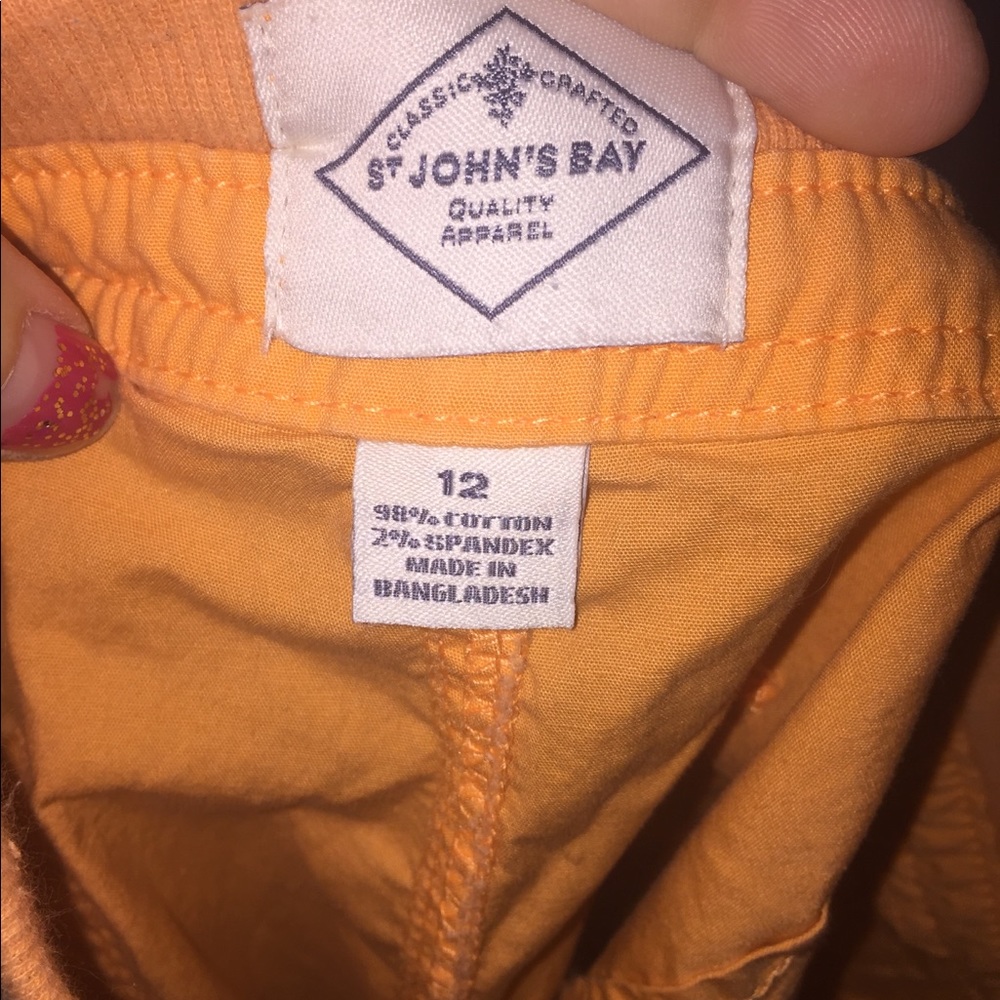 CLASSIC CRAFTED
ST JOHN'S BAY
QUALITY
APPAREL
12
98% COTTON
2% SPANDEX
MADE IN
BANGLADESH